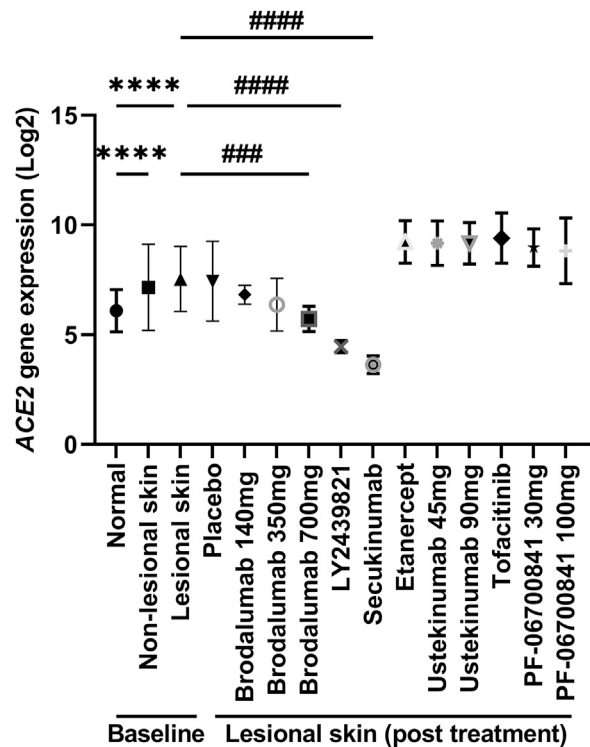 ####
****
####
****
###
ACE2 gene expression (Log2)
15
10
5
0
Normal
Non-lesional skin
Lesional skin
Placebo
Brodalumab 140mg
Brodalumab 350mg
Brodalumab 700mg
LY2439821
Secukinumab
Etanercept
Ustekinumab 45mg
Ustekinumab 90mg
Tofacitinib
PF-06700841 30mg
PF-06700841 100mg
Baseline
Lesional skin (post treatment)